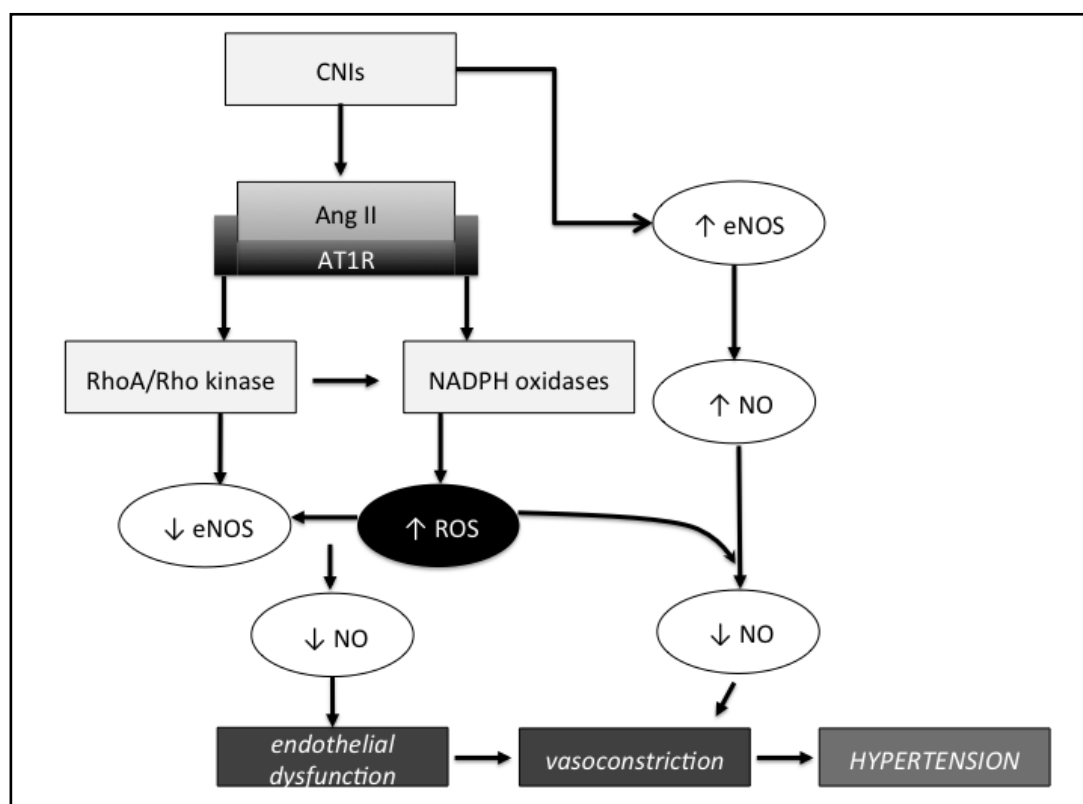 CNIs
Ang II
AT1R
↑ eNOS
RhoA/Rho kinase
NADPH oxidases
↑ NO
↓ eNOS
↑ ROS
↓ NO
↓ NO
endothelial
dysfunction
vasoconstriction
HYPERTENSION